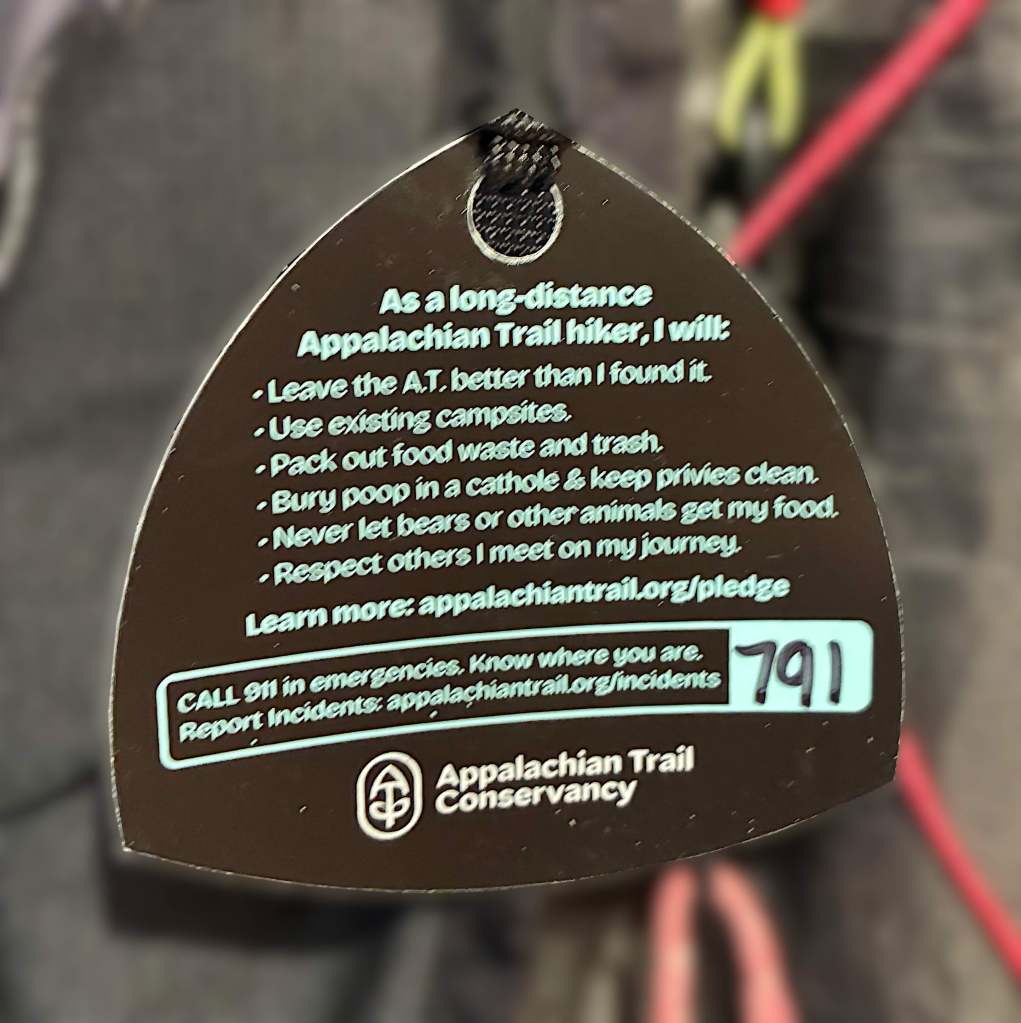 As a long-distance
Appalachian Trail hiker, I will:
• Leave the A.T. better than I found it.
• Use existing campsites.
• Pack out food waste and trash.
• Bury poop in a cathole & keep privies clean.
• Never let bears or other animals get my food.
• Respect others I meet on my journey.
Learn more: appalachiantrail.org/pledge
CALL 911 in emergencies. Know where you are.
Report Incidents: appalachiantrail.org/incidents
791
Appalachian Trail
Conservancy